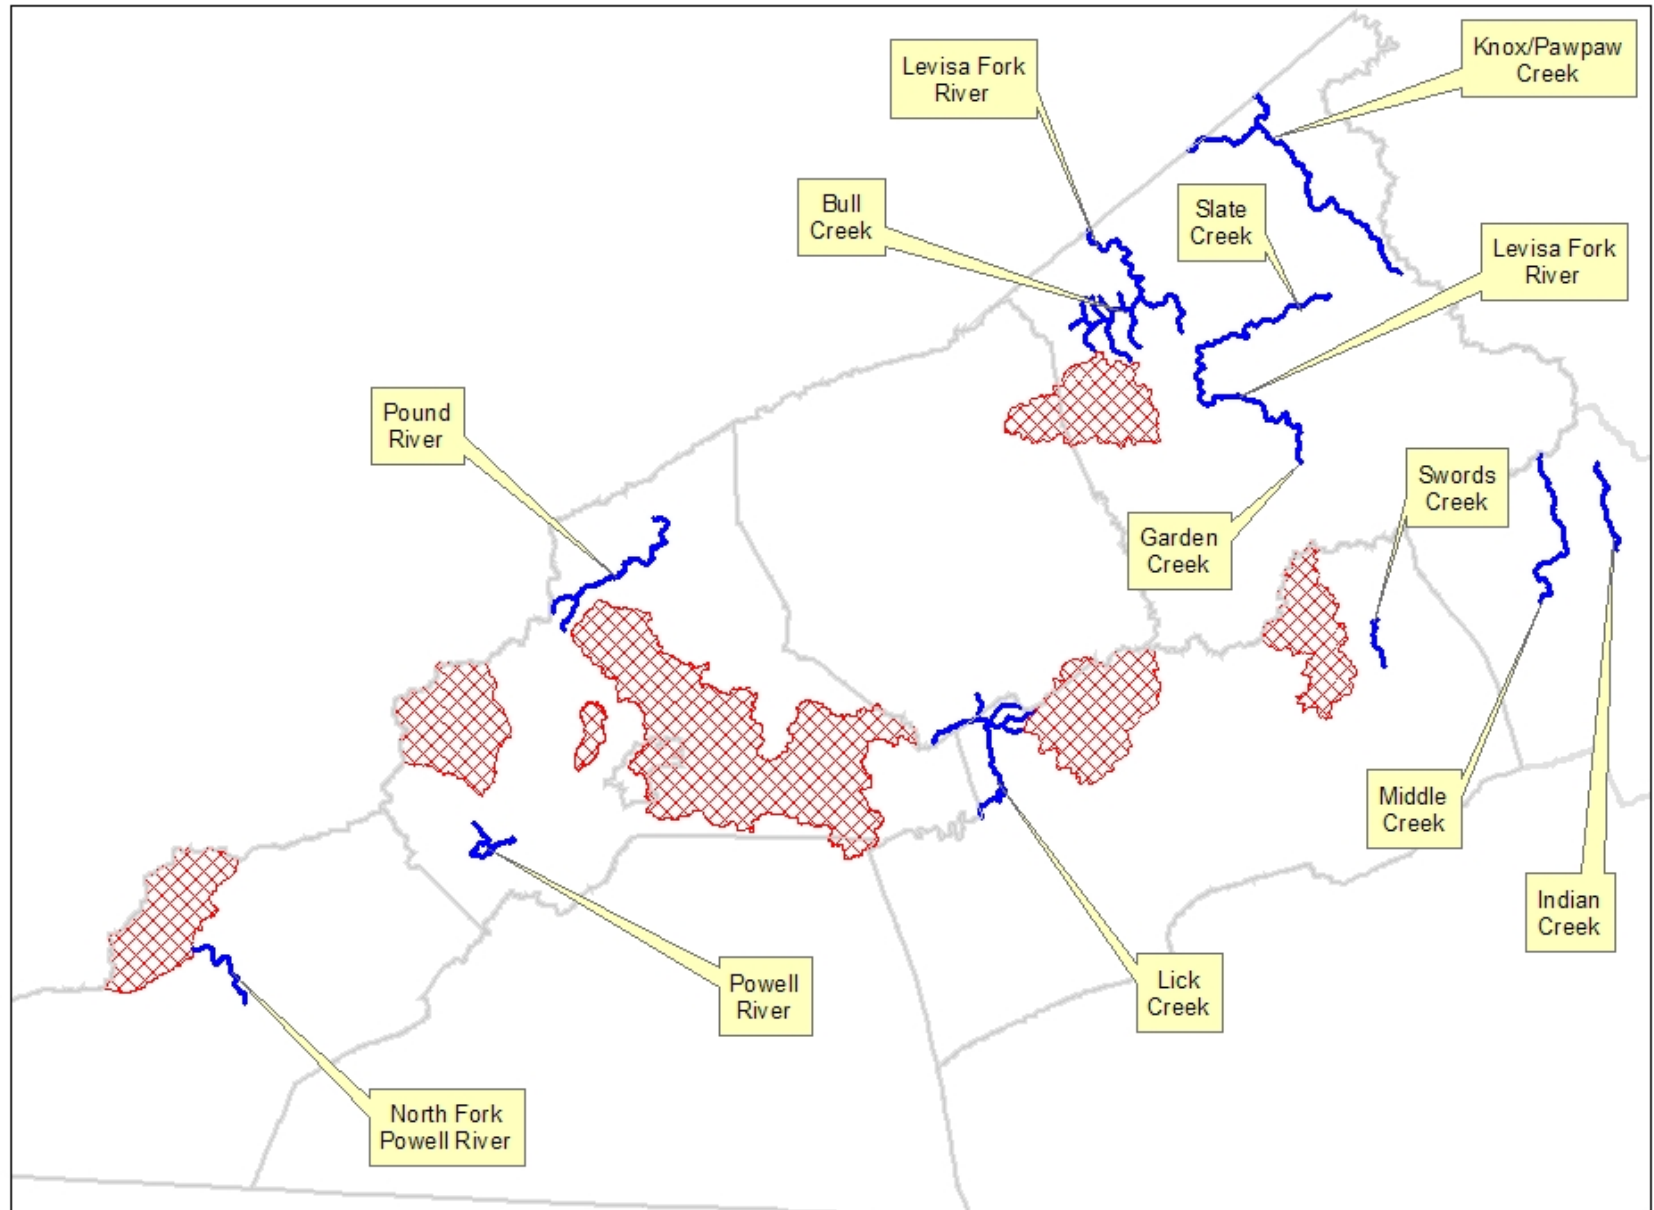 Knox/Pawpaw
Creek
Levisa Fork
River
Bull
Creek
Slate
Creek
Levisa Fork
River
Pound
River
Swords
Creek
Garden
Creek
Middle
Creek
Indian
Creek
Powell
River
Lick
Creek
North Fork
Powell River